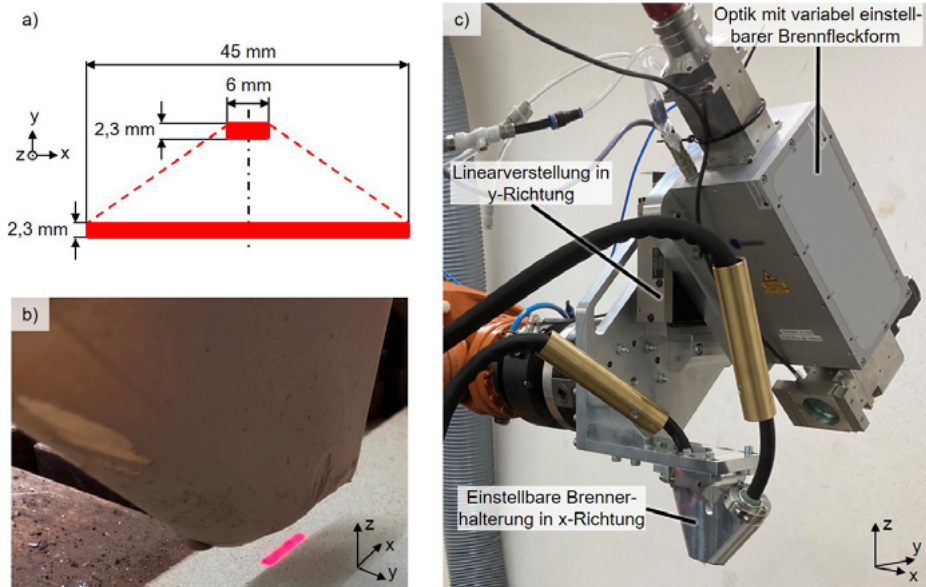 a)
45 mm
6 mm
2,3 mm
y
z
x
2,3 mm
b)
z
x
y
c)
Optik mit variabel einstell-
barer Brennfleckform
Linearverstellung in
y-Richtung
Einstellbare Brenner-
halterung in x-Richtung
z
y
x